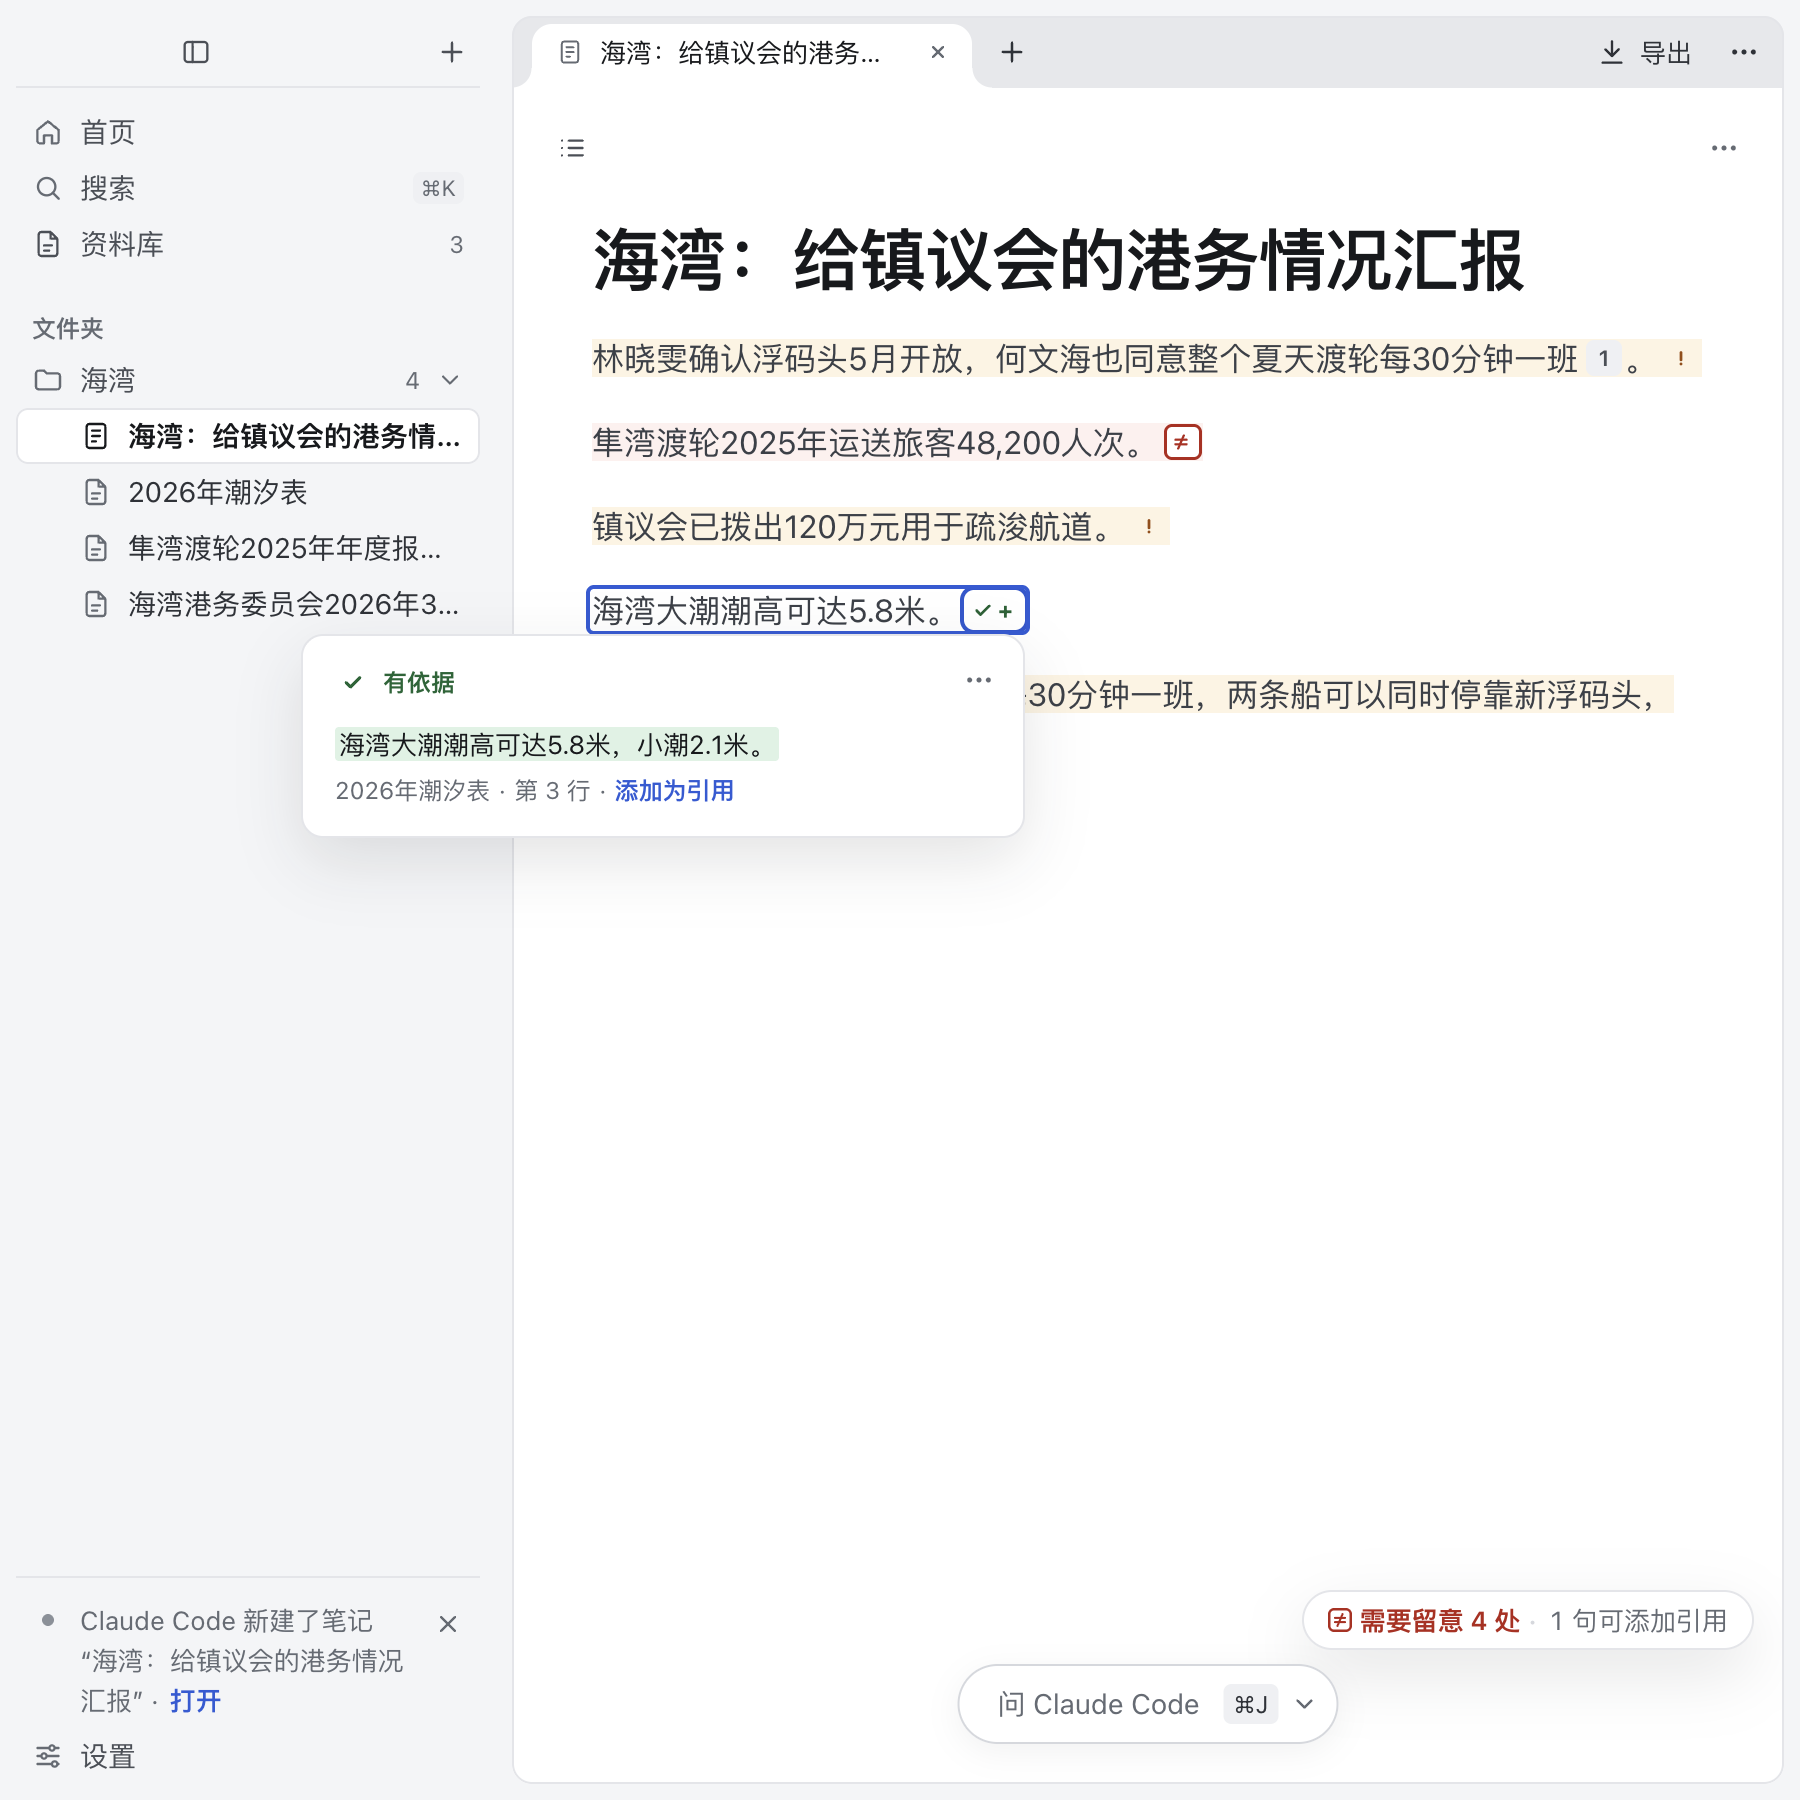 海湾：给镇议会的港务...
导出
首页
搜索 ⌘K
资料库 3
文件夹
海湾 4
海湾：给镇议会的港务情...
2026年潮汐表
隼湾渡轮2025年年度报...
海湾港务委员会2026年3...
海湾：给镇议会的港务情况汇报
林晓雯确认浮码头5月开放，何文海也同意整个夏天渡轮每30分钟一班 1 。 !
隼湾渡轮2025年运送旅客48,200人次。 ≠
镇议会已拨出120万元用于疏浚航道。 !
海湾大潮潮高可达5.8米。 ✓ +
30分钟一班，两条船可以同时停靠新浮码头，
✓ 有依据
海湾大潮潮高可达5.8米，小潮2.1米。
2026年潮汐表 · 第 3 行 · 添加为引用
Claude Code 新建了笔记
“海湾：给镇议会的港务情况
汇报” · 打开
设置
≠ 需要留意 4 处 · 1 句可添加引用
问 Claude Code ⌘J